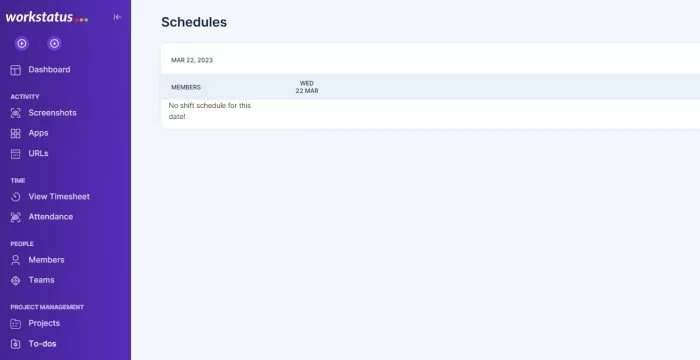 workstatus
Dashboard
ACTIVITY
Screenshots
Apps
URLs
TIME
View Timesheet
Attendance
PEOPLE
Members
Teams
PROJECT MANAGEMENT
Projects
To-dos
Schedules
MAR 22, 2023
MEMBERS
WED
22 MAR
No shift schedule for this
date!